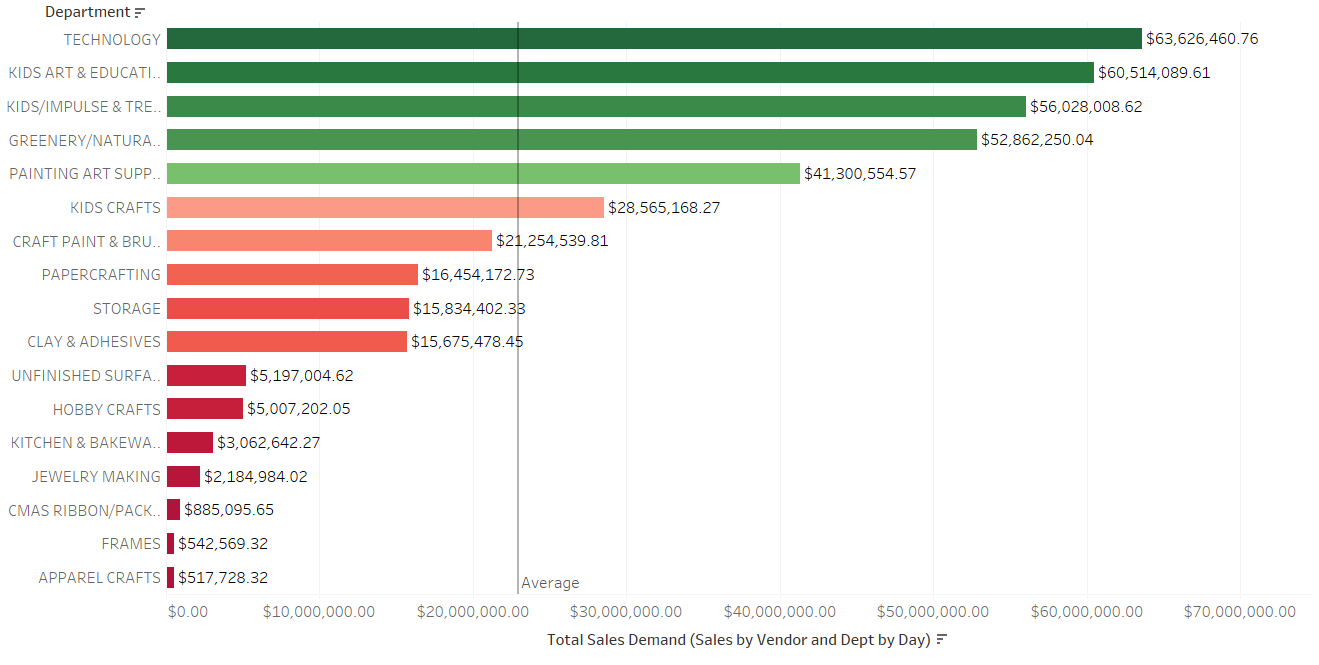 Department
TECHNOLOGY $63,626,460.76
KIDS ART & EDUCATI.. $60,514,089.61
KIDS/IMPULSE & TRE.. $56,028,008.62
GREENERY/NATURA.. $52,862,250.04
PAINTING ART SUPP.. $41,300,554.57
KIDS CRAFTS $28,565,168.27
CRAFT PAINT & BRU.. $21,254,539.81
PAPERCRAFTING $16,454,172.73
STORAGE $15,834,402.33
CLAY & ADHESIVES $15,675,478.45
UNFINISHED SURFA.. $5,197,004.62
HOBBY CRAFTS $5,007,202.05
KITCHEN & BAKEWA.. $3,062,642.27
JEWELRY MAKING $2,184,984.02
CMAS RIBBON/PACK.. $885,095.65
FRAMES $542,569.32
APPAREL CRAFTS $517,728.32
Average
$0.00 $10,000,000.00 $20,000,000.00 $30,000,000.00 $40,000,000.00 $50,000,000.00 $60,000,000.00 $70,000,000.00
Total Sales Demand (Sales by Vendor and Dept by Day)